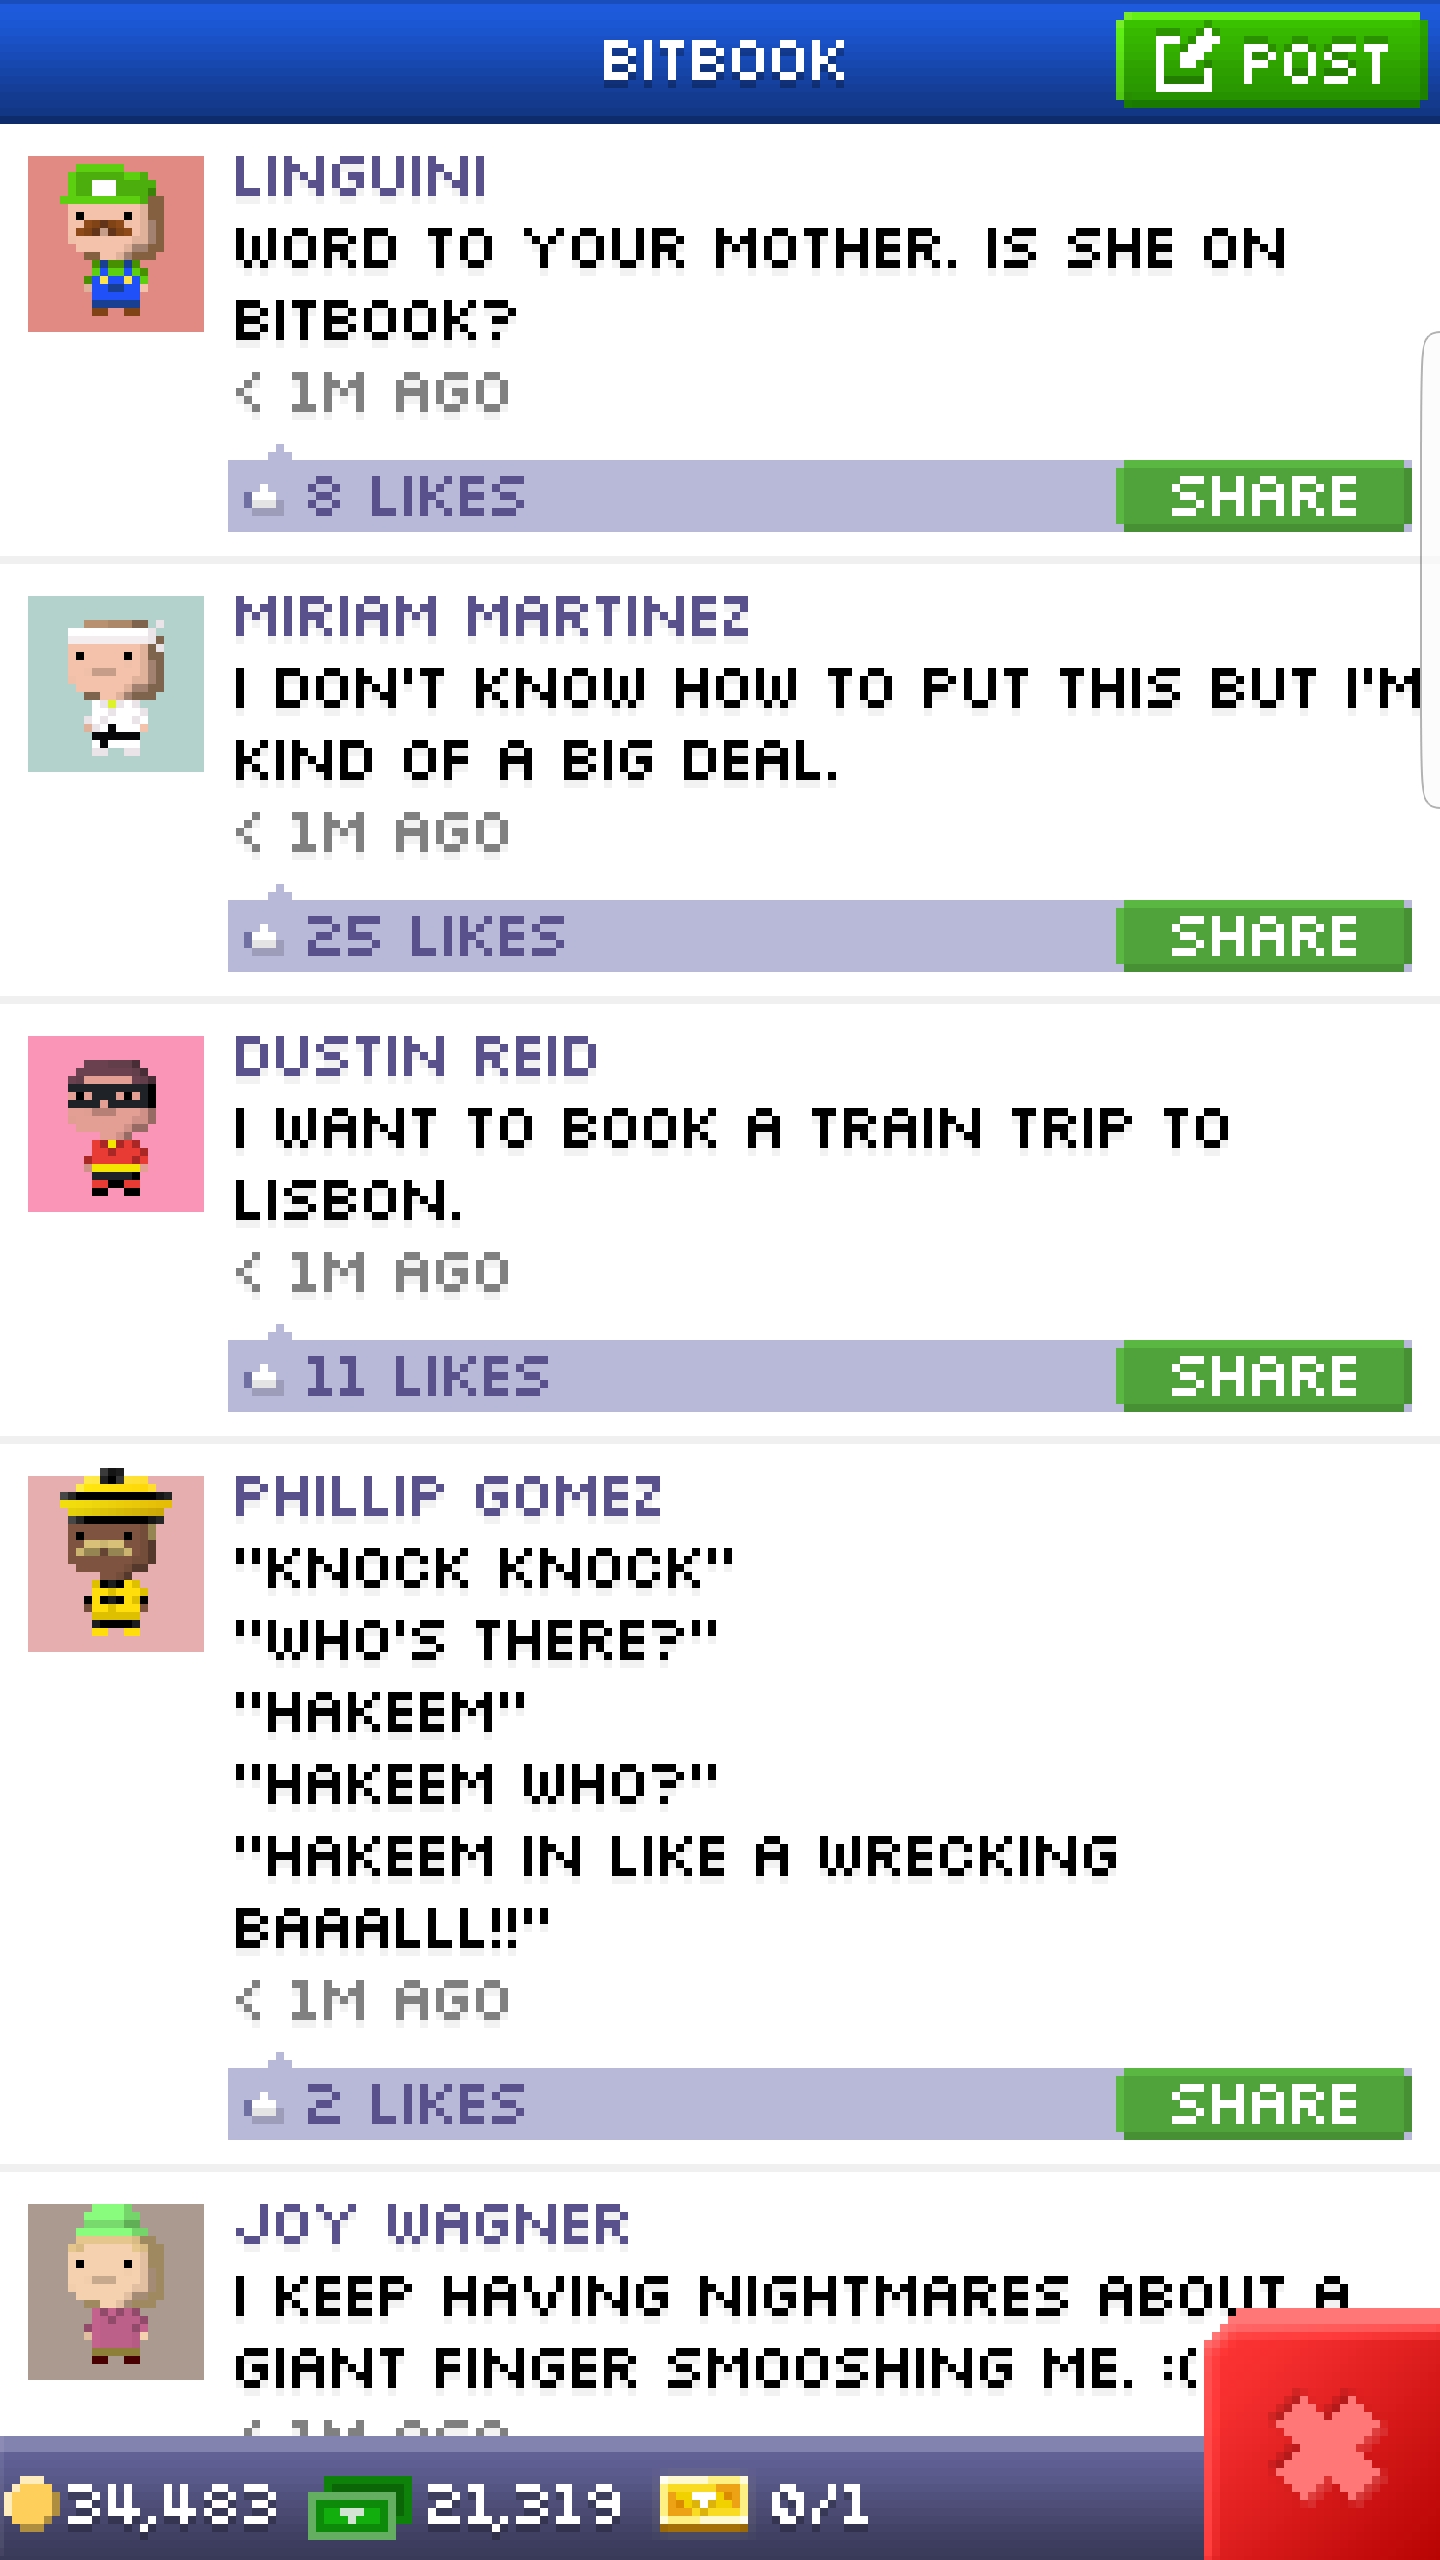 BITBOOK
POST
LINGUINI
WORD TO YOUR MOTHER. IS SHE ON
BITBOOK?
< 1M AGO
8 LIKES
SHARE
MIRIAM MARTINEZ
I DON'T KNOW HOW TO PUT THIS BUT I'M
KIND OF A BIG DEAL.
< 1M AGO
25 LIKES
SHARE
DUSTIN REID
I WANT TO BOOK A TRAIN TRIP TO
LISBON.
< 1M AGO
11 LIKES
SHARE
PHILLIP GOMEZ
"KNOCK KNOCK"
"WHO'S THERE?"
"HAKEEM"
"HAKEEM WHO?"
"HAKEEM IN LIKE A WRECKING
BAAALLL!!"
< 1M AGO
2 LIKES
SHARE
JOY WAGNER
I KEEP HAVING NIGHTMARES ABOUT A
GIANT FINGER SMOOSHING ME. :(
< 1M AGO
34,483
21,319
0/1